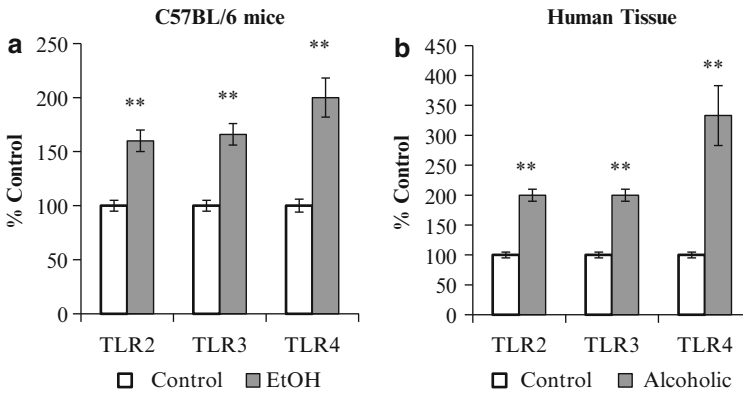 C57BL/6 mice
a
**
**
**
% Control
250
200
150
100
50
0
TLR2 TLR3 TLR4
Control EtOH
Human Tissue
b
**
**
**
% Control
450
400
350
300
250
200
150
100
50
0
TLR2 TLR3 TLR4
Control Alcoholic